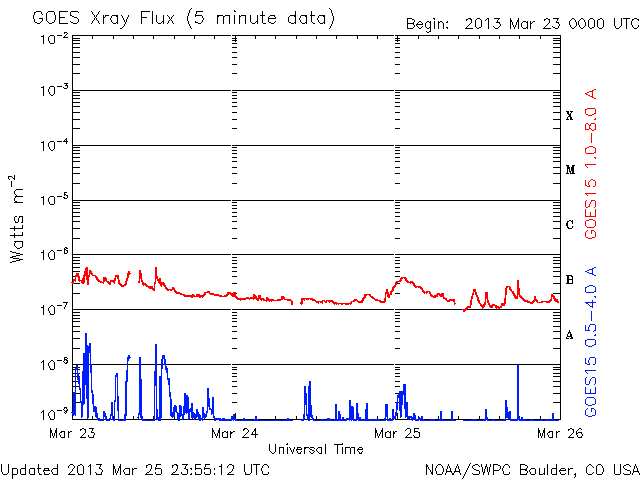 GOES Xray Flux (5 minute data)
Begin: 2013 Mar 23 0000 UTC
10-2
10-3
10-4
10-5
10-6
10-7
10-8
10-9
Watts m-2
X
M
C
B
A
GOES15 1.0-8.0 A
GOES15 0.5-4.0 A
Mar 23
Mar 24
Mar 25
Mar 26
Universal Time
Updated 2013 Mar 25 23:55:12 UTC
NOAA/SWPC Boulder, CO USA